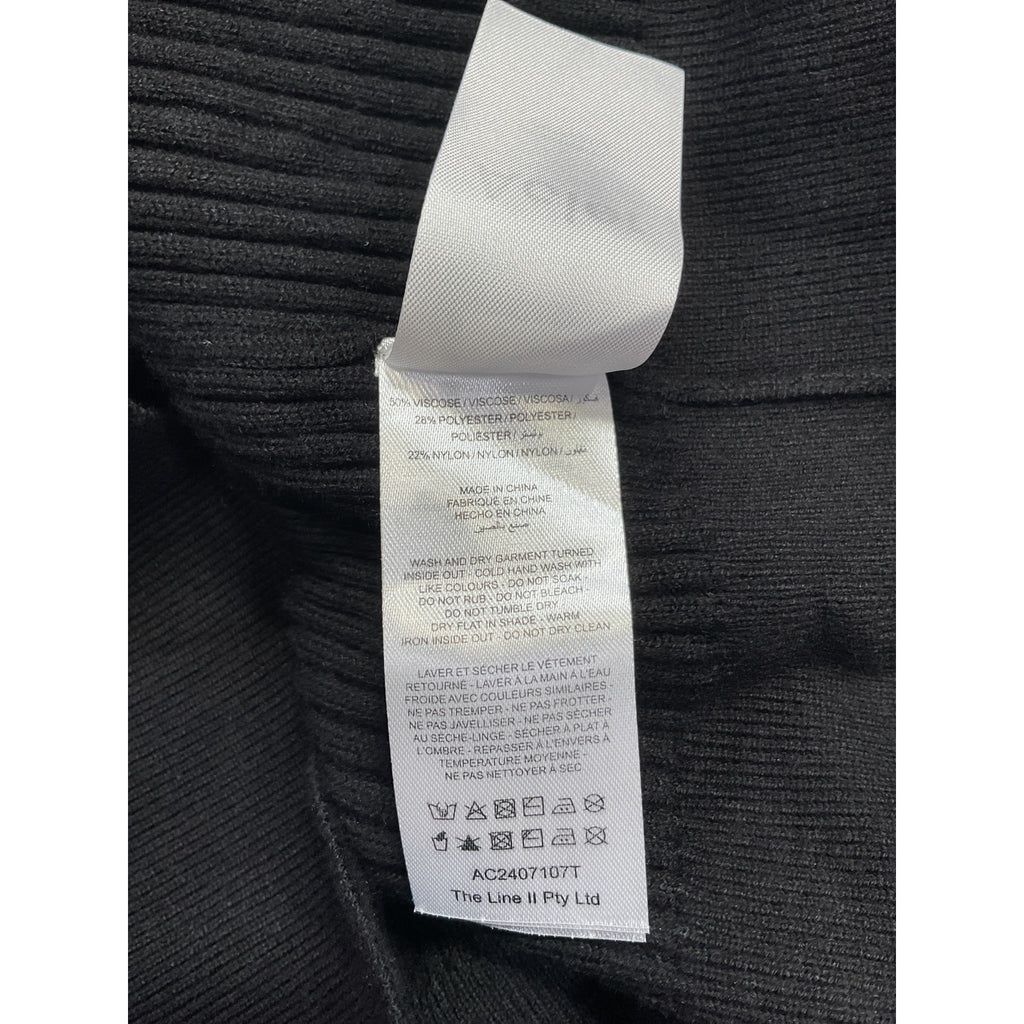 50% VISCOSE / VISCOSE / VISCOSA /
28% POLYESTER / POLYESTER /
POLIESTER /
22% NYLON / NYLON / NYLON /
MADE IN CHINA
FABRIQUÉ EN CHINE
HECHO EN CHINA
صنع بالصين
WASH AND DRY GARMENT TURNED
INSIDE OUT - COLD HAND WASH WITH
LIKE COLOURS - DO NOT SOAK -
DO NOT RUB - DO NOT BLEACH -
DO NOT TUMBLE DRY
DRY FLAT IN SHADE - WARM
IRON INSIDE OUT - DO NOT DRY CLEAN
LAVER ET SÉCHER LE VÊTEMENT
RETOURNÉ - LAVER À LA MAIN À L'EAU
FROIDE AVEC COULEURS SIMILAIRES -
NE PAS TREMPER - NE PAS FROTTER -
NE PAS JAVELLISER - NE PAS SÉCHER
AU SÈCHE-LINGE - SÉCHER À PLAT À
L'OMBRE - REPASSER À L'ENVERS À
TEMPÉRATURE MOYENNE -
NE PAS NETTOYER À SEC
AC2407107T
The Line II Pty Ltd